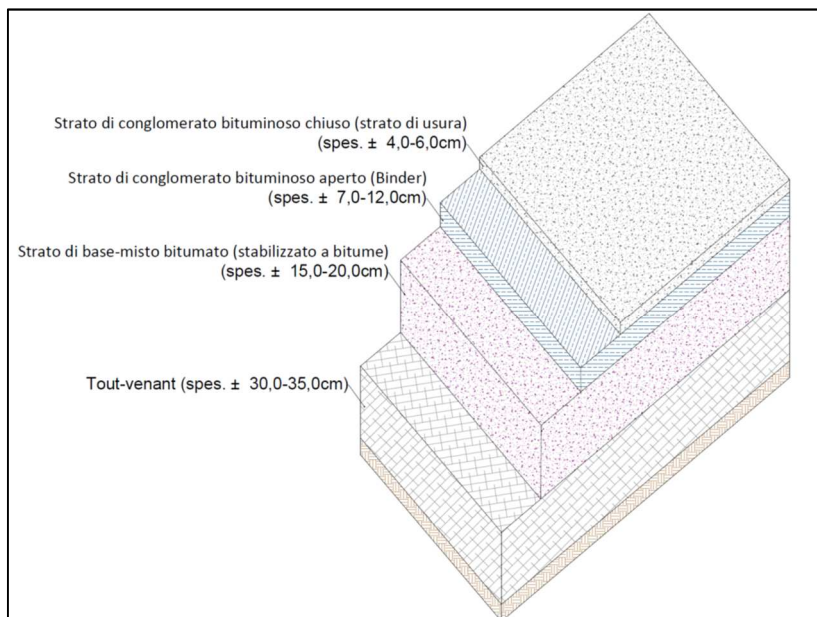 Strato di conglomerato bituminoso chiuso (strato di usura)
(spes. ± 4,0-6,0cm)
Strato di conglomerato bituminoso aperto (Binder)
(spes. ± 7,0-12,0cm)
Strato di base-misto bitumato (stabilizzato a bitume)
(spes. ± 15,0-20,0cm)
Tout-venant (spes. ± 30,0-35,0cm)